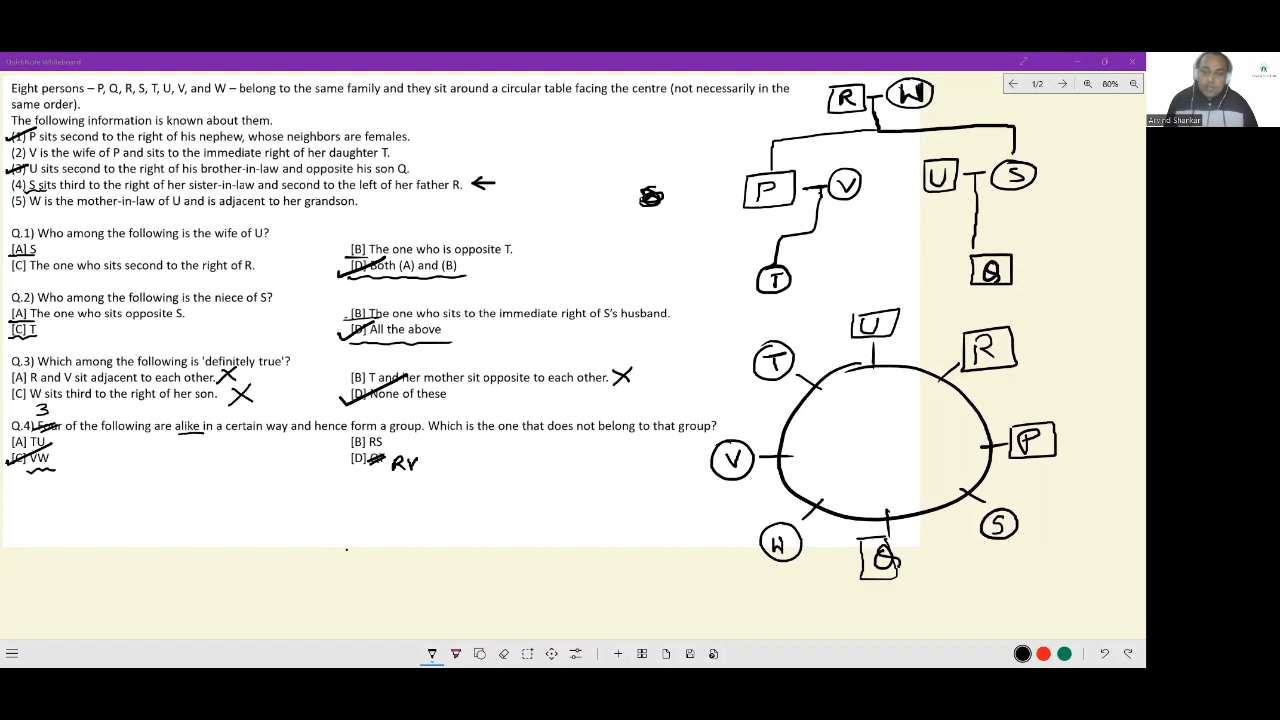 QuickNote Whiteboard
1/2
80%
Arvind Shankar
Eight persons – P, Q, R, S, T, U, V, and W – belong to the same family and they sit around a circular table facing the centre (not necessarily in the
same order).
The following information is known about them.
(1) P sits second to the right of his nephew, whose neighbors are females.
(2) V is the wife of P and sits to the immediate right of her daughter T.
(3) U sits second to the right of his brother-in-law and opposite his son Q.
(4) S sits third to the right of her sister-in-law and second to the left of her father R.
(5) W is the mother-in-law of U and is adjacent to her grandson.
Q.1) Who among the following is the wife of U?
[A] S
[B] The one who is opposite T.
[C] The one who sits second to the right of R.
[D] Both (A) and (B)
Q.2) Who among the following is the niece of S?
[A] The one who sits opposite S.
[B] The one who sits to the immediate right of S's husband.
[C] T
[D] All the above
Q.3) Which among the following is 'definitely true'?
[A] R and V sit adjacent to each other.
[B] T and her mother sit opposite to each other.
[C] W sits third to the right of her son.
[D] None of these
3
Q.4) Four of the following are alike in a certain way and hence form a group. Which is the one that does not belong to that group?
[A] TU
[B] RS
[C] VW
[D] RV
R W
P V U S
T Q
U
T R
V P
W S
Q